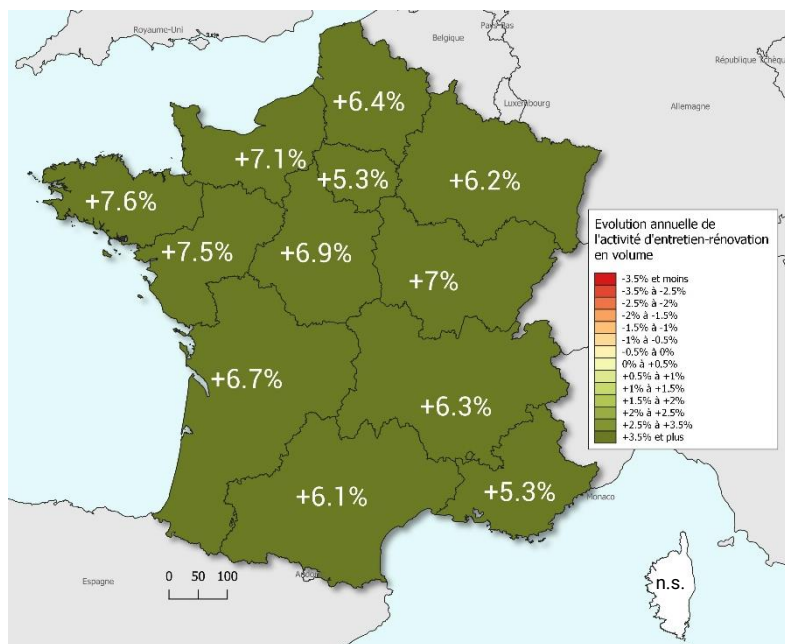 Royaume-Uni
Pays-Bas
Belgique
République Tchèque
Luxembourg
Allemagne
+6.4%
+7.1%
+5.3%
+6.2%
+7.6%
+7.5%
+6.9%
+7%
+6.7%
+6.3%
+6.1%
+5.3%
Monaco
Espagne
0 50 100
n.s.
Evolution annuelle de
l'activité d'entretien-rénovation
en volume
-3.5% et moins
-3.5% à -2.5%
-2.5% à -2%
-2% à -1.5%
-1.5% à -1%
-1% à -0.5%
-0.5% à 0%
0% à +0.5%
+0.5% à +1%
+1% à +1.5%
+1.5% à +2%
+2% à +2.5%
+2.5% à +3.5%
+3.5% et plus